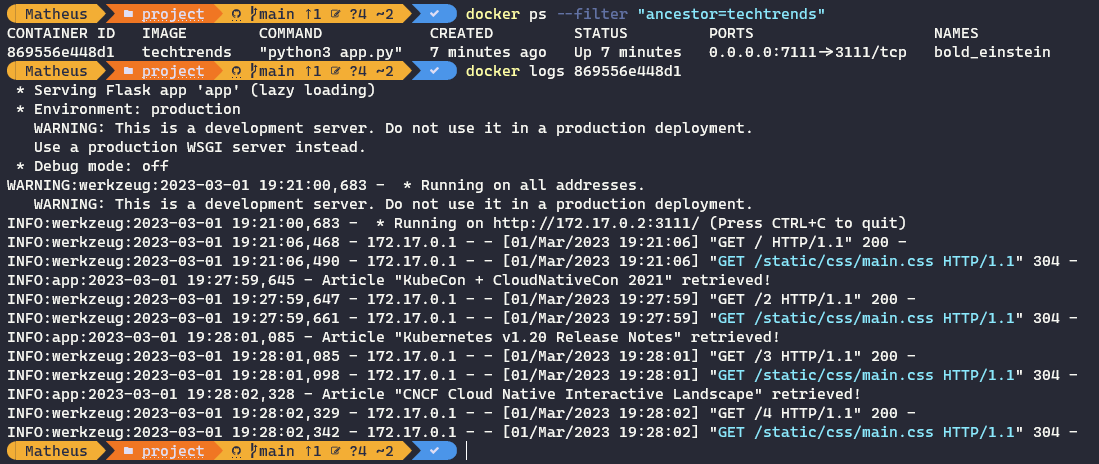 Matheus project main ↑1 ?4 ~2 docker ps --filter "ancestor=techtrends"
CONTAINER ID IMAGE COMMAND CREATED STATUS PORTS NAMES
869556e448d1 techtrends "python3 app.py" 7 minutes ago Up 7 minutes 0.0.0.0:7111->3111/tcp bold_einstein
Matheus project main ↑1 ?4 ~2 docker logs 869556e448d1
* Serving Flask app 'app' (lazy loading)
* Environment: production
WARNING: This is a development server. Do not use it in a production deployment.
Use a production WSGI server instead.
* Debug mode: off
WARNING:werkzeug:2023-03-01 19:21:00,683 - * Running on all addresses.
WARNING: This is a development server. Do not use it in a production deployment.
INFO:werkzeug:2023-03-01 19:21:00,683 - * Running on http://172.17.0.2:3111/ (Press CTRL+C to quit)
INFO:werkzeug:2023-03-01 19:21:06,468 - 172.17.0.1 - - [01/Mar/2023 19:21:06] "GET / HTTP/1.1" 200 -
INFO:werkzeug:2023-03-01 19:21:06,490 - 172.17.0.1 - - [01/Mar/2023 19:21:06] "GET /static/css/main.css HTTP/1.1" 304 -
INFO:app:2023-03-01 19:27:59,645 - Article "KubeCon + CloudNativeCon 2021" retrieved!
INFO:werkzeug:2023-03-01 19:27:59,647 - 172.17.0.1 - - [01/Mar/2023 19:27:59] "GET /2 HTTP/1.1" 200 -
INFO:werkzeug:2023-03-01 19:27:59,661 - 172.17.0.1 - - [01/Mar/2023 19:27:59] "GET /static/css/main.css HTTP/1.1" 304 -
INFO:app:2023-03-01 19:28:01,085 - Article "Kubernetes v1.20 Release Notes" retrieved!
INFO:werkzeug:2023-03-01 19:28:01,085 - 172.17.0.1 - - [01/Mar/2023 19:28:01] "GET /3 HTTP/1.1" 200 -
INFO:werkzeug:2023-03-01 19:28:01,098 - 172.17.0.1 - - [01/Mar/2023 19:28:01] "GET /static/css/main.css HTTP/1.1" 304 -
INFO:app:2023-03-01 19:28:02,328 - Article "CNCF Cloud Native Interactive Landscape" retrieved!
INFO:werkzeug:2023-03-01 19:28:02,329 - 172.17.0.1 - - [01/Mar/2023 19:28:02] "GET /4 HTTP/1.1" 200 -
INFO:werkzeug:2023-03-01 19:28:02,342 - 172.17.0.1 - - [01/Mar/2023 19:28:02] "GET /static/css/main.css HTTP/1.1" 304 -
Matheus project main ↑1 ?4 ~2